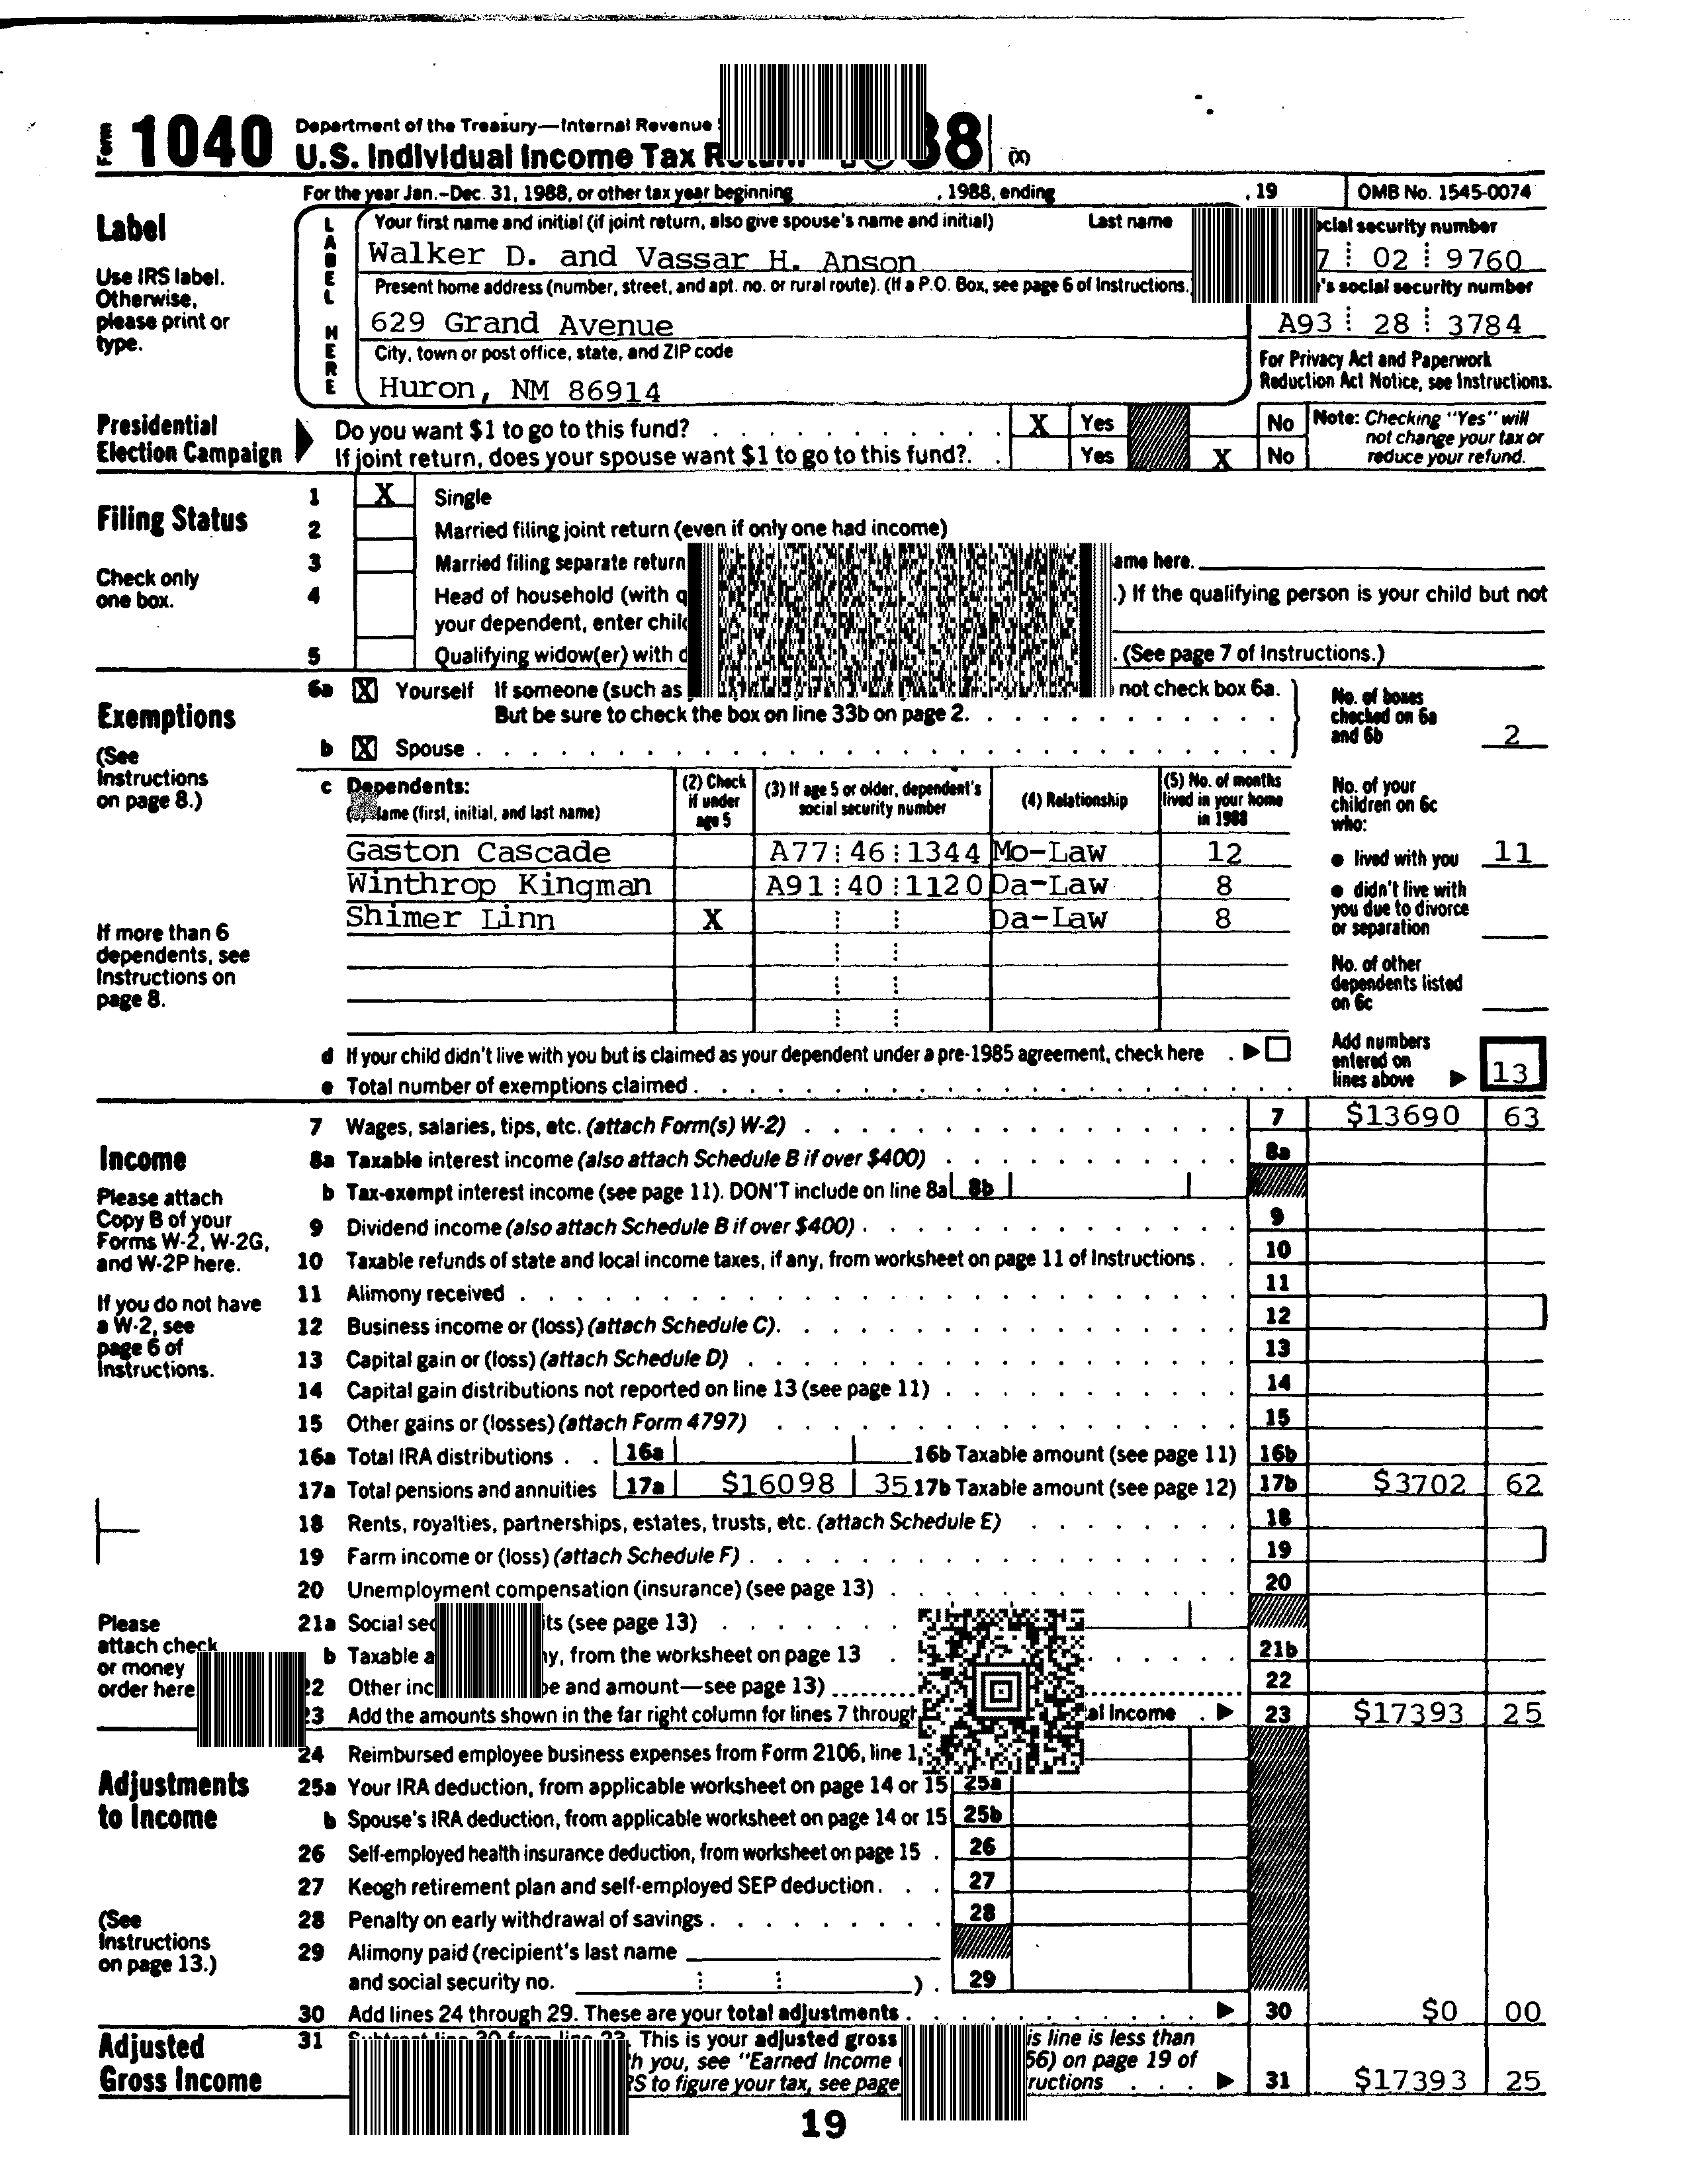 Form 1040 Department of the Treasury—Internal Revenue
U.S. Individual Income Tax 88 (X)
For the year Jan.–Dec. 31, 1988, or other tax year beginning , 1988, ending , 19 OMB No. 1545-0074
Label
Use IRS label.
Otherwise,
please print or
type.
LABEL HERE
Your first name and initial (if joint return, also give spouse's name and initial) Last name
social security number
Walker D. and Vassar H. Anson
7 02 9760
Present home address (number, street, and apt. no. or rural route). (If a P.O. Box, see page 6 of Instructions.
's social security number
629 Grand Avenue
A93 28 3784
City, town or post office, state, and ZIP code
Huron, NM 86914
For Privacy Act and Paperwork
Reduction Act Notice, see Instructions.
Presidential
Election Campaign
Do you want $1 to go to this fund? X Yes No
If joint return, does your spouse want $1 to go to this fund?. Yes X No
Note: Checking "Yes" will
not change your tax or
reduce your refund.
Filing Status
Check only
one box.
1 X Single
2 Married filing joint return (even if only one had income)
3 Married filing separate return ame here.
4 Head of household (with .) If the qualifying person is your child but not
your dependent, enter
5 Qualifying widow(er) with . (See page 7 of Instructions.)
Exemptions
(See
Instructions
on page 8.)
6a X Yourself If someone (such as not check box 6a.
But be sure to check the box on line 33b on page 2.
b X Spouse
No. of boxes
checked on 6a
and 6b 2
c Dependents:
(1) Name (first, initial, and last name)
(2) Check
if under
age 5
(3) If age 5 or older, dependent's
social security number
(4) Relationship
(5) No. of months
lived in your home
in 1988
Gaston Cascade A77 46 1344 Mo-Law 12
Winthrop Kingman A91 40 1120 Da-Law 8
Shimer Linn X Da-Law 8
If more than 6
dependents, see
Instructions on
page 8.
No. of your
children on 6c
who:
● lived with you 11
● didn't live with
you due to divorce
or separation
No. of other
dependents listed
on 6c
d If your child didn't live with you but is claimed as your dependent under a pre-1985 agreement, check here
e Total number of exemptions claimed
Add numbers
entered on
lines above 13
Income
Please attach
Copy B of your
Forms W-2, W-2G,
and W-2P here.
If you do not have
a W-2, see
page 6 of
Instructions.
7 Wages, salaries, tips, etc. (attach Form(s) W-2) 7 $13690 63
8a Taxable interest income (also attach Schedule B if over $400) 8a
b Tax-exempt interest income (see page 11). DON'T include on line 8a 8b
9 Dividend income (also attach Schedule B if over $400) 9
10 Taxable refunds of state and local income taxes, if any, from worksheet on page 11 of Instructions 10
11 Alimony received 11
12 Business income or (loss) (attach Schedule C). 12
13 Capital gain or (loss) (attach Schedule D) 13
14 Capital gain distributions not reported on line 13 (see page 11) 14
15 Other gains or (losses) (attach Form 4797) 15
16a Total IRA distributions 16a 16b Taxable amount (see page 11) 16b
17a Total pensions and annuities 17a $16098 35 17b Taxable amount (see page 12) 17b $3702 62
18 Rents, royalties, partnerships, estates, trusts, etc. (attach Schedule E) 18
19 Farm income or (loss) (attach Schedule F) 19
20 Unemployment compensation (insurance) (see page 13) 20
Please
attach check
or money
order here
21a Social ts (see page 13)
b Taxable y, from the worksheet on page 13 21b
22 Other and amount—see page 13) 22
23 Add the amounts shown in the far right column for lines 7 through Income 23 $17393 25
Adjustments
to Income
(See
Instructions
on page 13.)
24 Reimbursed employee business expenses from Form 2106, line 1
25a Your IRA deduction, from applicable worksheet on page 14 or 15 25a
b Spouse's IRA deduction, from applicable worksheet on page 14 or 15 25b
26 Self-employed health insurance deduction, from worksheet on page 15 26
27 Keogh retirement plan and self-employed SEP deduction 27
28 Penalty on early withdrawal of savings 28
29 Alimony paid (recipient's last name
and social security no. ) 29
30 Add lines 24 through 29. These are your total adjustments 30 $0 00
Adjusted
Gross Income
31 Subtract line 30 from line 23. This is your adjusted gross is line is less than
h you, see "Earned Income 56) on page 19 of
to figure your tax, see page 31 $17393 25
19